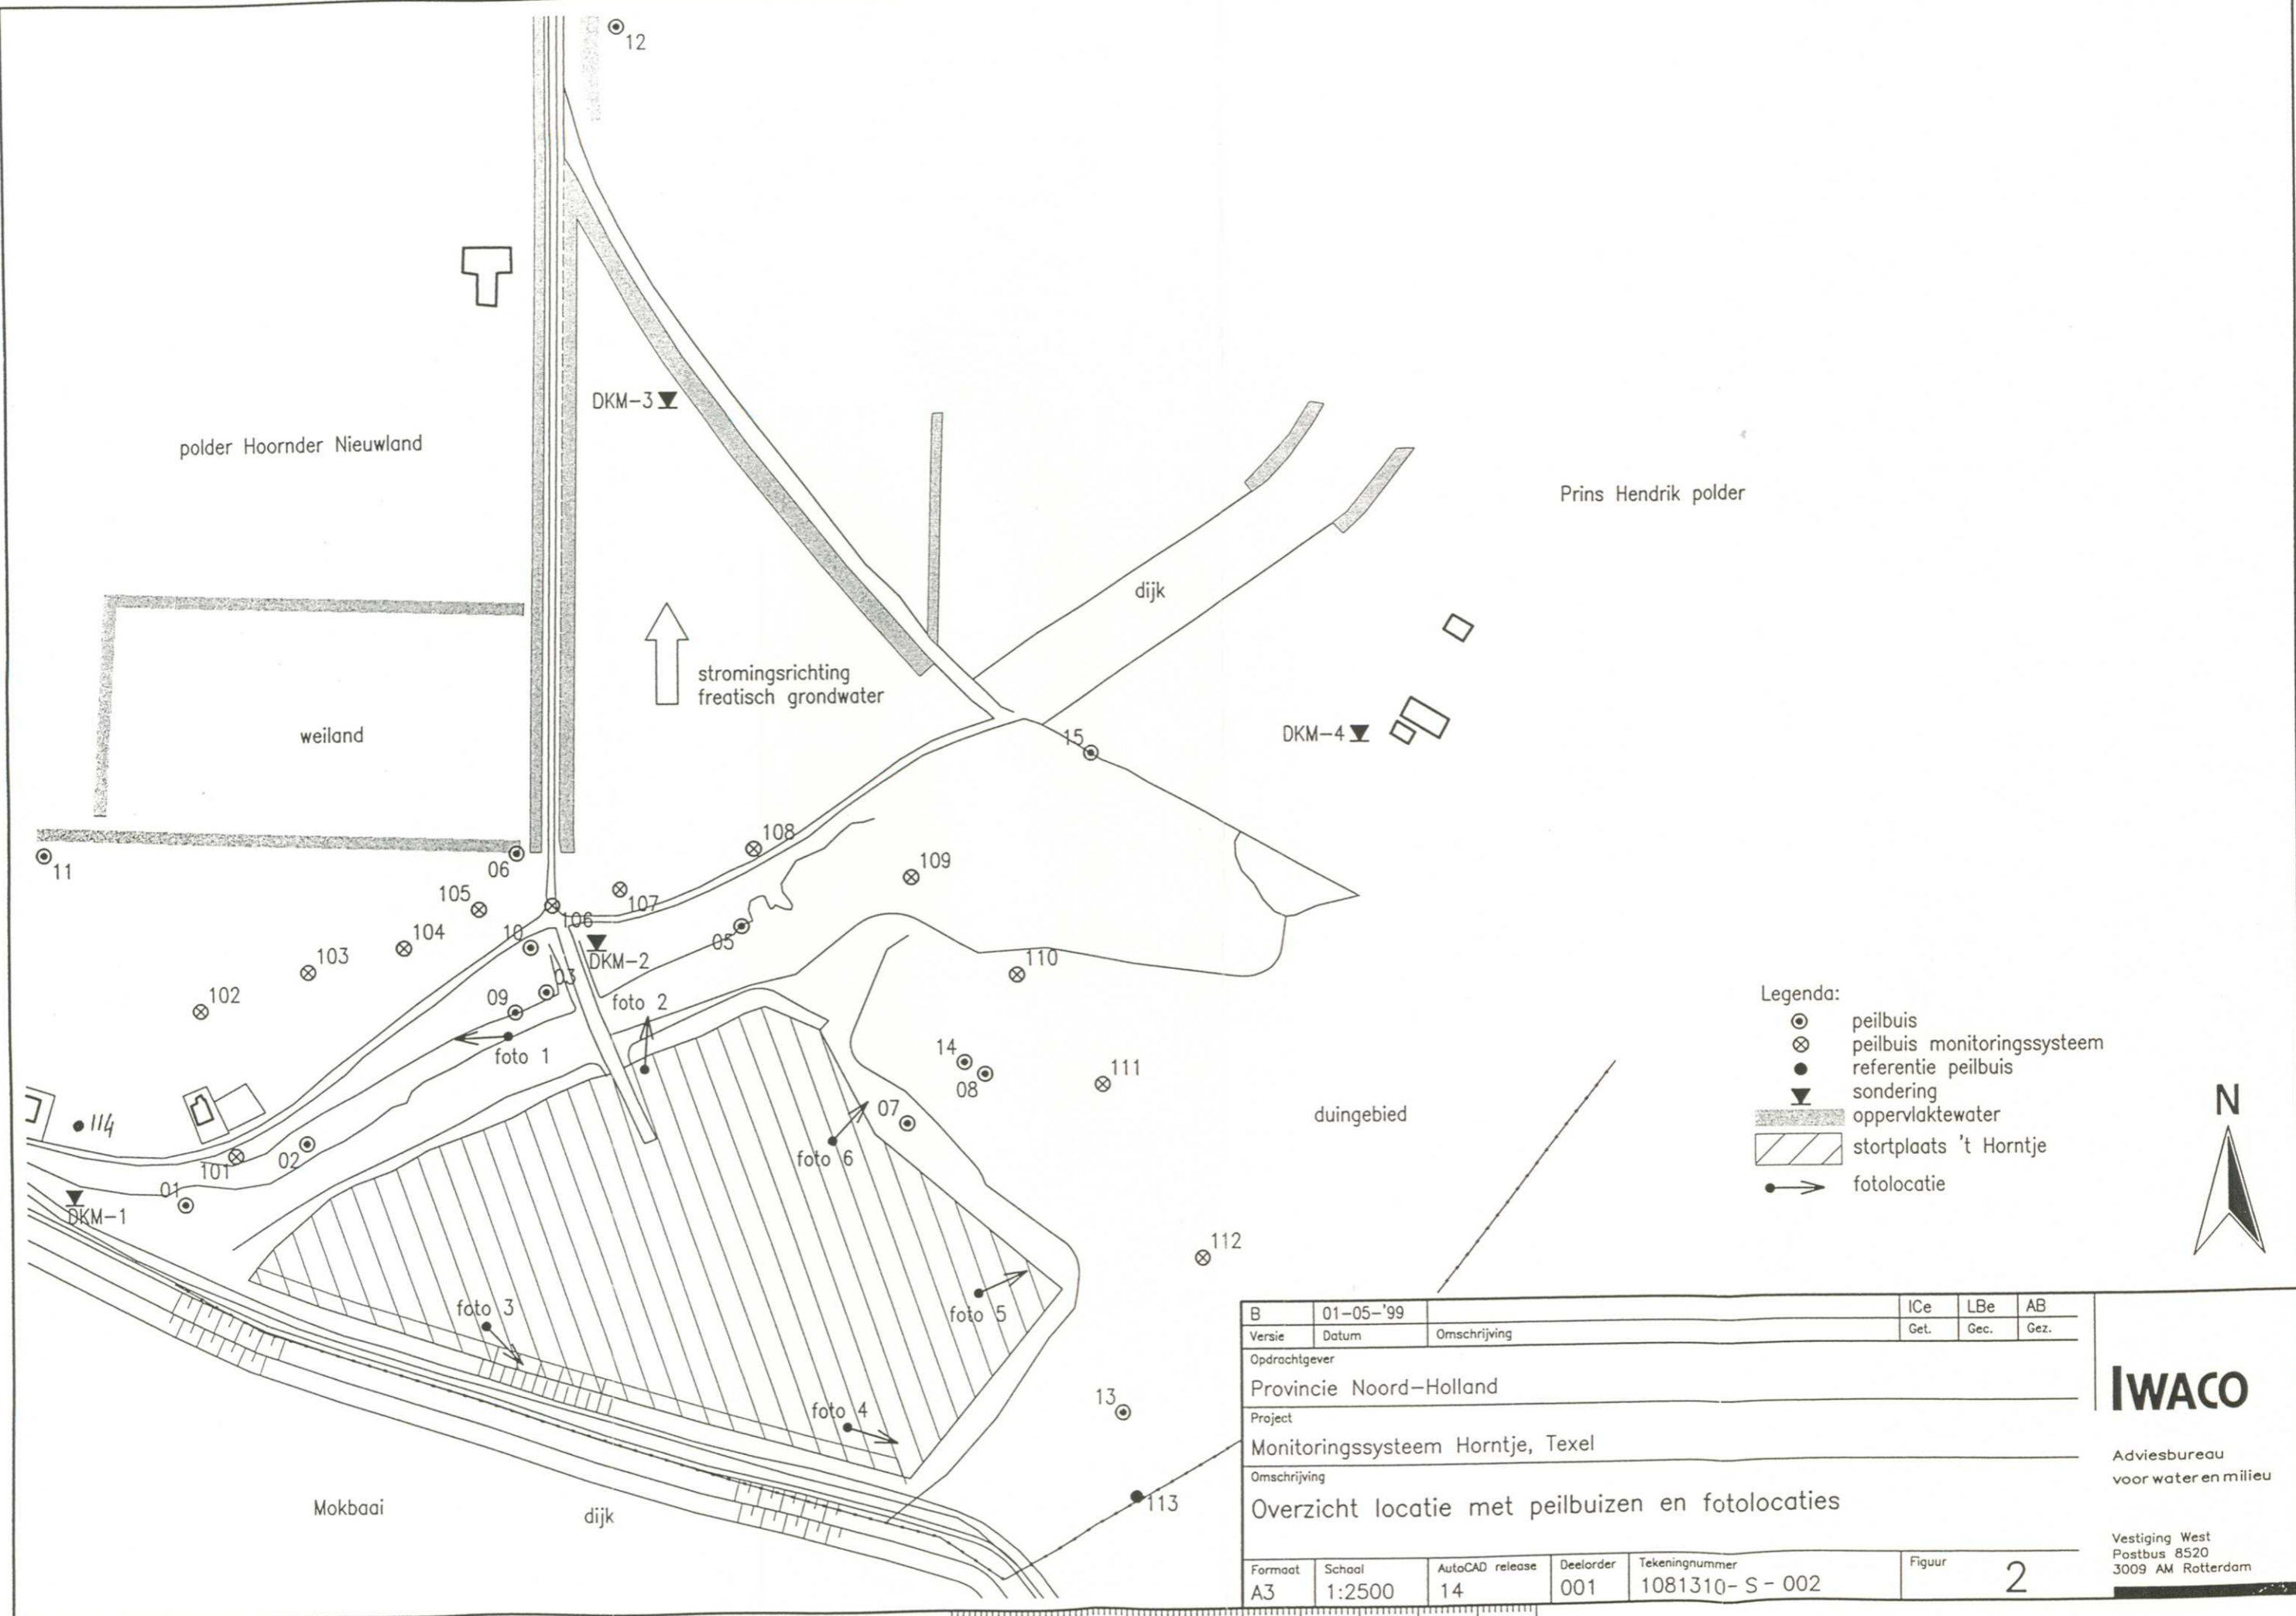 12
DKM-3
polder Hoornder Nieuwland
Prins Hendrik polder
dijk
stromingsrichting
freatisch grondwater
weiland
15
DKM-4
108
109
11
06
105
107
106
104
10
05
103
DKM-2
110
03
102
09
foto 2
foto 1
14
08
111
07
114
duingebied
foto 6
02
101
01
DKM-1
112
foto 3
foto 5
foto 4
13
113
Mokbaai
dijk
Legenda:
peilbuis
peilbuis monitoringssysteem
referentie peilbuis
sondering
oppervlaktewater
stortplaats 't Horntje
fotolocatie
N
B 01-05-'99 ICe LBe AB
Versie Datum Omschrijving Get. Gec. Gez.
Opdrachtgever
Provincie Noord-Holland
Project
Monitoringssysteem Horntje, Texel
Omschrijving
Overzicht locatie met peilbuizen en fotolocaties
Formaat Schaal AutoCAD release Deelorder Tekeningnummer Figuur
A3 1:2500 14 001 1081310-S-002 2
IWACO
Adviesbureau
voor water en milieu
Vestiging West
Postbus 8520
3009 AM Rotterdam